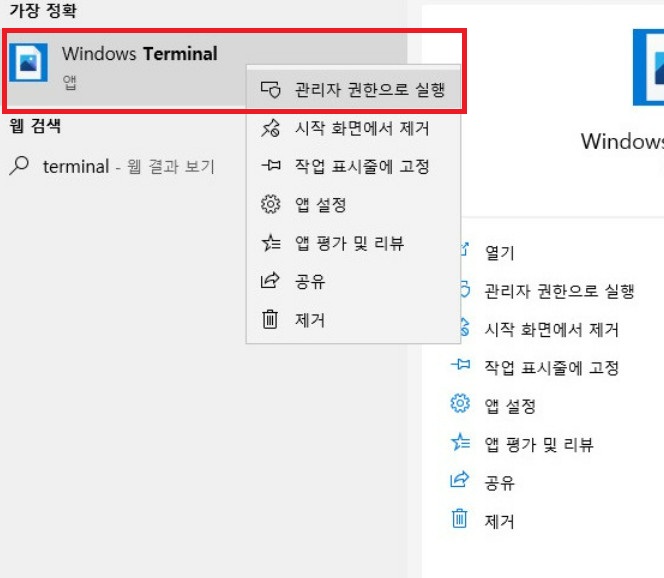 가장 정확
Windows Terminal
앱
관리자 권한으로 실행
시작 화면에서 제거
작업 표시줄에 고정
앱 설정
앱 평가 및 리뷰
공유
제거
웹 검색
terminal - 웹 결과 보기
Windows
열기
관리자 권한으로 실행
시작 화면에서 제거
작업 표시줄에 고정
앱 설정
앱 평가 및 리뷰
공유
제거